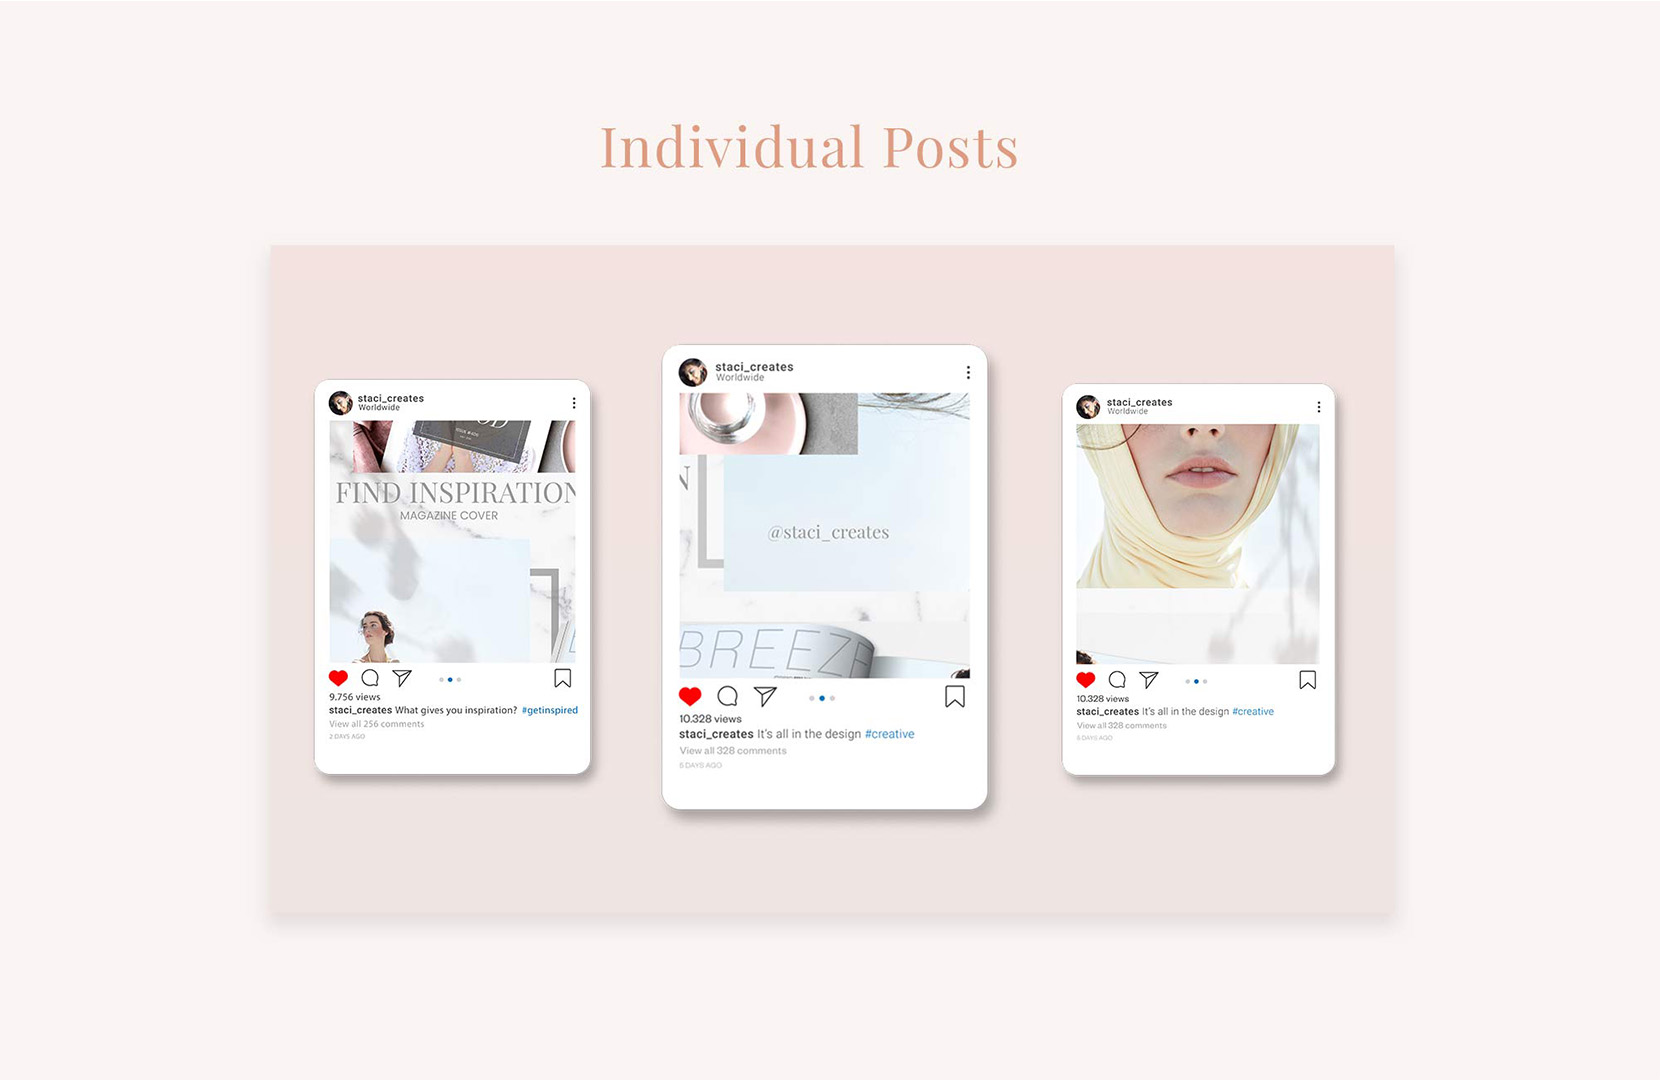 Individual Posts
staci_creates
Worldwide
FIND INSPIRATION
MAGAZINE COVER
9.756 views
staci_creates What gives you inspiration? #getinspired
View all 256 comments
2 DAYS AGO
staci_creates
Worldwide
N
@staci_creates
BREEZE
10.328 views
staci_creates It's all in the design #creative
View all 328 comments
5 DAYS AGO
staci_creates
Worldwide
10.328 views
staci_creates It's all in the design #creative
View all 328 comments
5 DAYS AGO